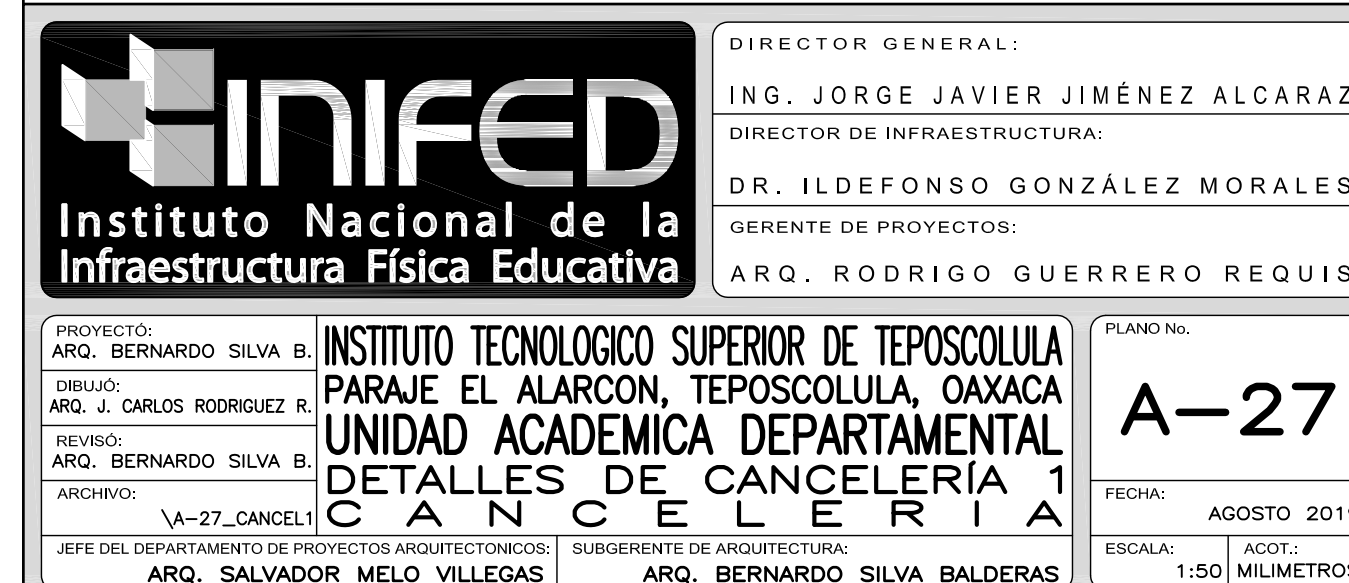 INIFED
Instituto Nacional de la
Infraestructura Física Educativa
DIRECTOR GENERAL:
ING. JORGE JAVIER JIMÉNEZ ALCARAZ
DIRECTOR DE INFRAESTRUCTURA:
DR. ILDEFONSO GONZÁLEZ MORALES
GERENTE DE PROYECTOS:
ARQ. RODRIGO GUERRERO REQUIS
PROYECTÓ:
ARQ. BERNARDO SILVA B.
DIBUJÓ:
ARQ. J. CARLOS RODRIGUEZ R.
REVISÓ:
ARQ. BERNARDO SILVA B.
ARCHIVO:
\A-27_CANCEL1
INSTITUTO TECNOLOGICO SUPERIOR DE TEPOSCOLULA
PARAJE EL ALARCON, TEPOSCOLULA, OAXACA
UNIDAD ACADEMICA DEPARTAMENTAL
DETALLES DE CANCELERÍA 1
CANCELERIA
JEFE DEL DEPARTAMENTO DE PROYECTOS ARQUITECTONICOS:
ARQ. SALVADOR MELO VILLEGAS
SUBGERENTE DE ARQUITECTURA:
ARQ. BERNARDO SILVA BALDERAS
PLANO No.
A-27
FECHA:
AGOSTO 2019
ESCALA:
1:50
ACOT.:
MILIMETROS